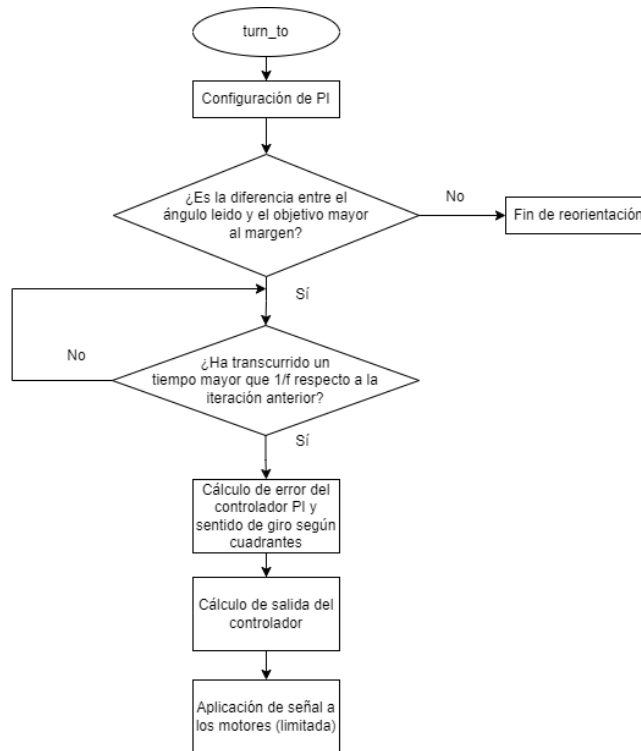 turn_to
Configuración de PI
¿Es la diferencia entre el
ángulo leido y el objetivo mayor
al margen?
No
Fin de reorientación
Sí
No
¿Ha transcurrido un
tiempo mayor que 1/f respecto a la
iteración anterior?
Sí
Cálculo de error del
controlador PI y
sentido de giro según
cuadrantes
Cálculo de salida del
controlador
Aplicación de señal a
los motores (limitada)